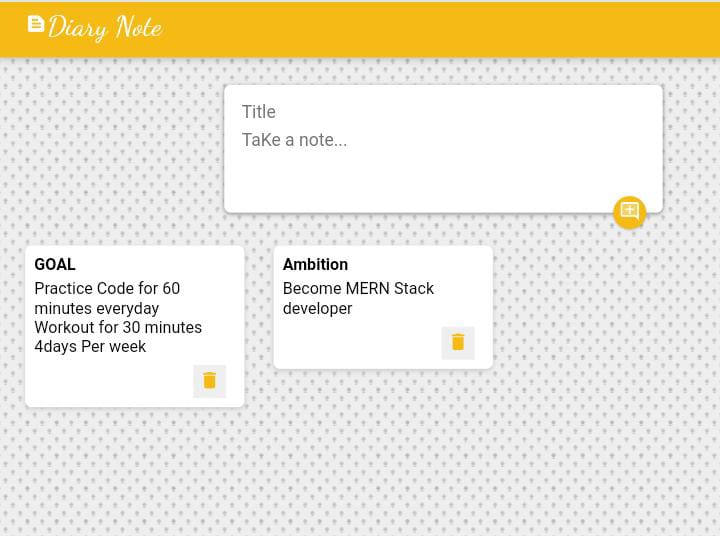 Diary Note
Title
TaKe a note...
GOAL
Practice Code for 60
minutes everyday
Workout for 30 minutes
4days Per week
Ambition
Become MERN Stack
developer